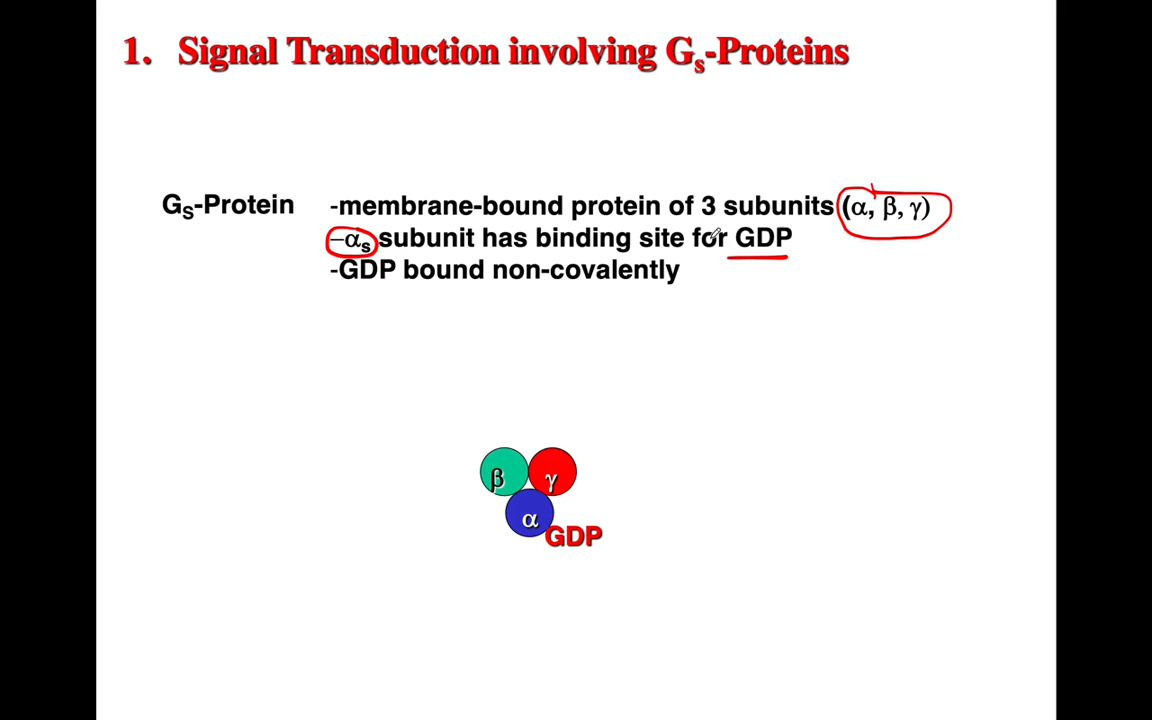 1. Signal Transduction involving Gs-Proteins
GS-Protein -membrane-bound protein of 3 subunits (α, β, γ)
–αs subunit has binding site for GDP
-GDP bound non-covalently
β γ
α
GDP